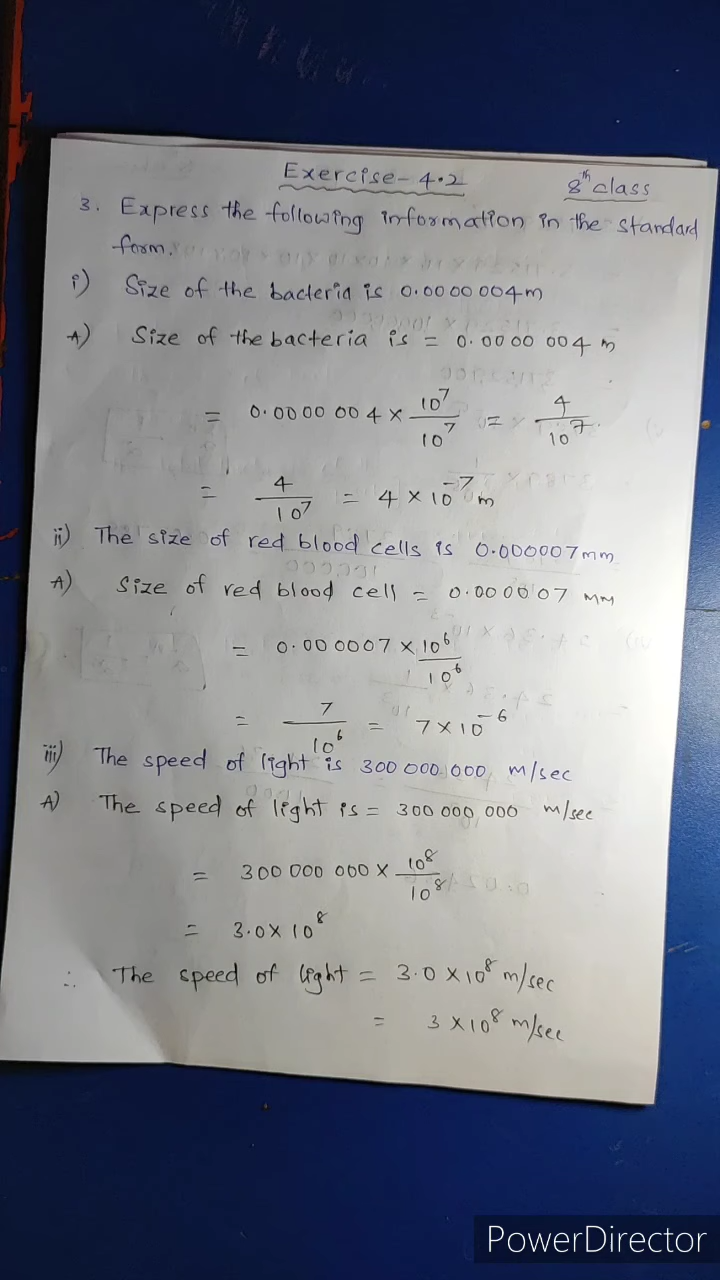 Exercise-4.2
8th class
3. Express the following information in the standard
form.
i) Size of the bacteria is 0.0000004m
A) Size of the bacteria is = 0.0000 004 m
= 0.0000 004 × 10^7/10^7 = 4/10^7
= 4/10^7 = 4 × 10^-7 m
ii) The size of red blood cells is 0.000007mm
A) Size of red blood cell = 0.000007 mm
= 0.000007 × 10^6/10^6
= 7/10^6 = 7×10^-6
iii) The speed of light is 300 000,000 m/sec
A) The speed of light is = 300 000,000 m/sec
= 300 000 000 × 10^8/10^8
= 3.0×10^8
∴ The speed of light = 3.0 ×10^8 m/sec
= 3 ×10^8 m/sec
PowerDirector